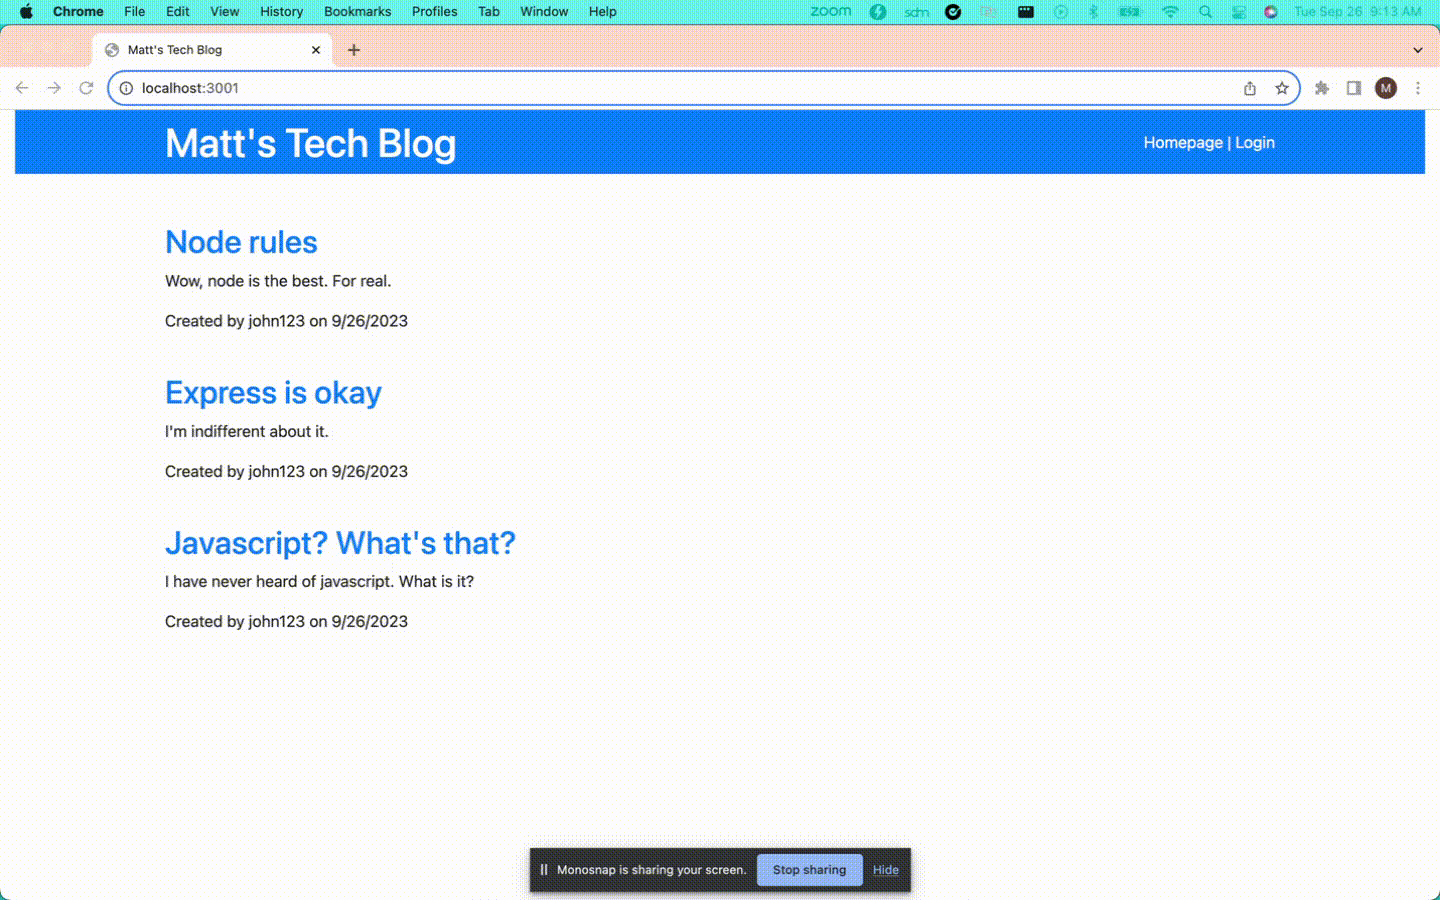 Chrome File Edit View History Bookmarks Profiles Tab Window Help zoom sdm Tue Sep 26 9:13 AM
Matt's Tech Blog
localhost:3001
M
Matt's Tech Blog
Homepage | Login
Node rules
Wow, node is the best. For real.
Created by john123 on 9/26/2023
Express is okay
I'm indifferent about it.
Created by john123 on 9/26/2023
Javascript? What's that?
I have never heard of javascript. What is it?
Created by john123 on 9/26/2023
Monosnap is sharing your screen. Stop sharing Hide